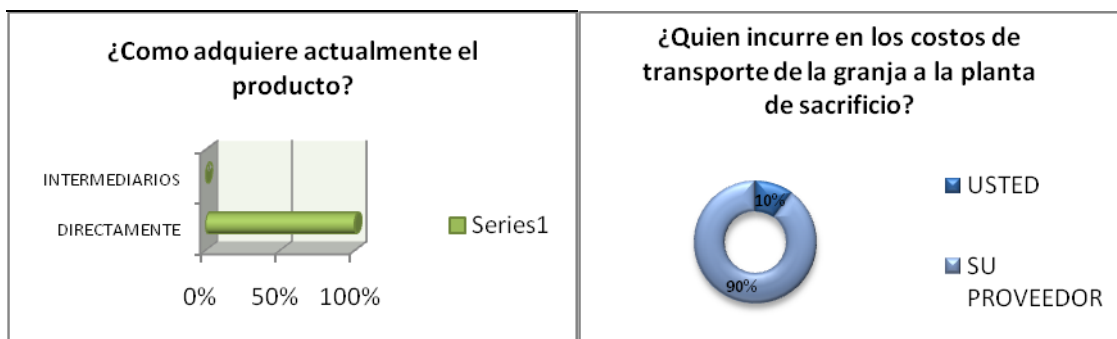 ¿Como adquiere actualmente el
producto?
INTERMEDIARIOS
DIRECTAMENTE
0%
50%
100%
Series1
¿Quien incurre en los costos de
transporte de la granja a la planta
de sacrificio?
10%
90%
USTED
SU
PROVEEDOR